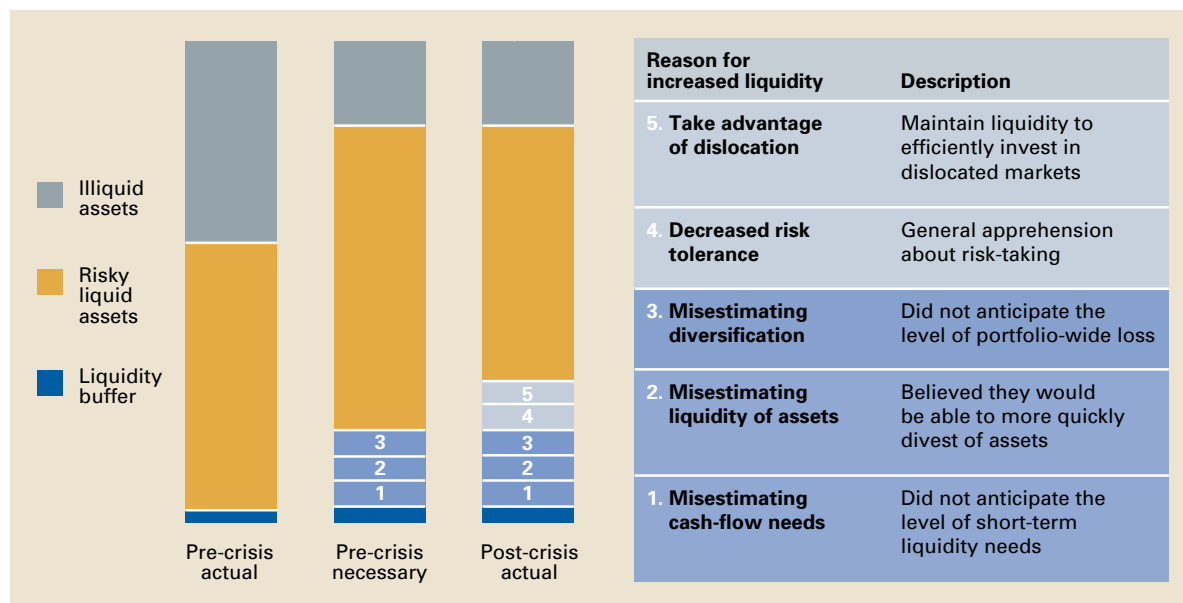 Illiquid
assets
Risky
liquid
assets
Liquidity
buffer
3
2
1
5
4
3
2
1
Pre-crisis
actual
Pre-crisis
necessary
Post-crisis
actual
Reason for
increased liquidity
Description
5. Take advantage
of dislocation
Maintain liquidity to
efficiently invest in
dislocated markets
4. Decreased risk
tolerance
General apprehension
about risk-taking
3. Misestimating
diversification
Did not anticipate the
level of portfolio-wide loss
2. Misestimating
liquidity of assets
Believed they would
be able to more quickly
divest of assets
1. Misestimating
cash-flow needs
Did not anticipate the
level of short-term
liquidity needs